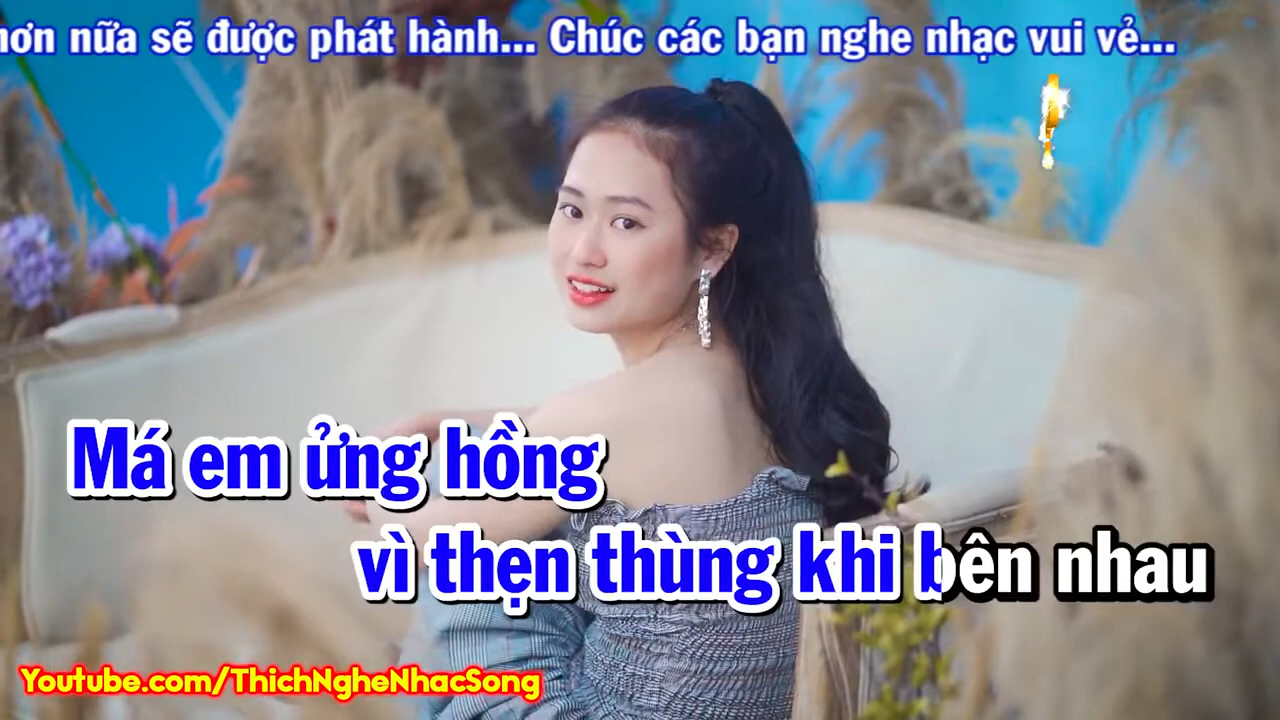 hơn nữa sẽ được phát hành... Chúc các bạn nghe nhạc vui vẻ...
Má em ửng hồng
vì thẹn thùng khi bên nhau
Youtube.com/ThichNgheNhacSong